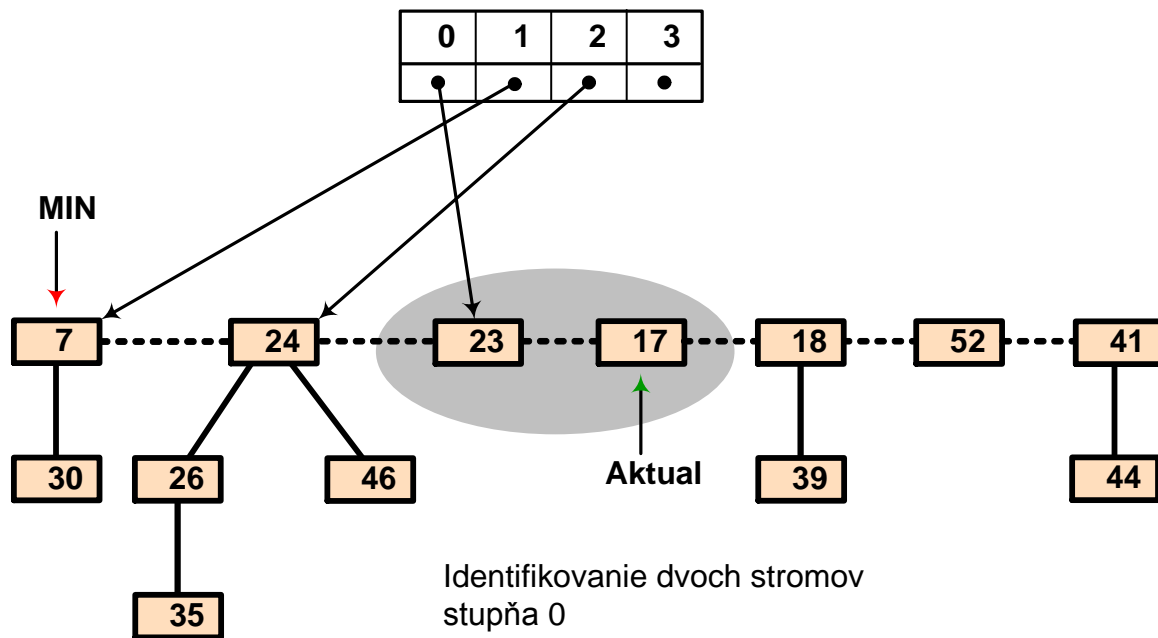 0 1 2 3
MIN
7 24 23 17 18 52 41
30 26 46 Aktual 39 44
35
Identifikovanie dvoch stromov
stupňa 0